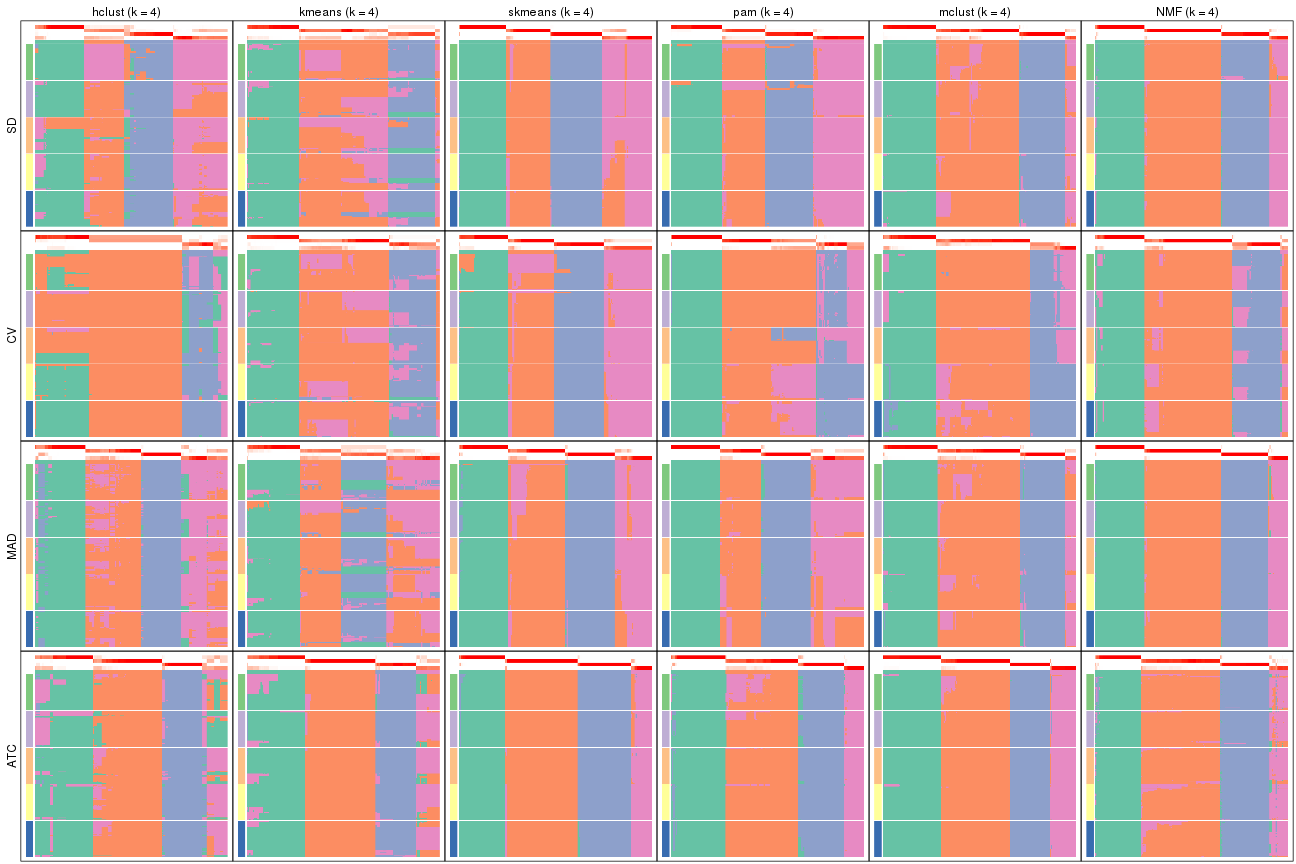 hclust (k = 4) kmeans (k = 4) skmeans (k = 4) pam (k = 4) mclust (k = 4) NMF (k = 4)
SD
CV
MAD
ATC